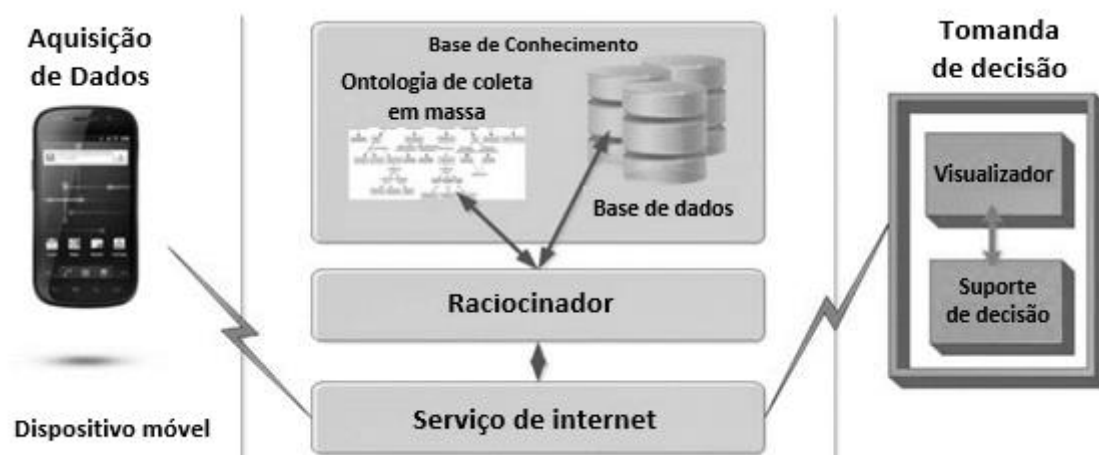 Aquisição
de Dados
Dispositivo móvel
Base de Conhecimento
Ontologia de coleta
em massa
Base de dados
Raciocinador
Serviço de internet
Tomanda
de decisão
Visualizador
Suporte
de decisão